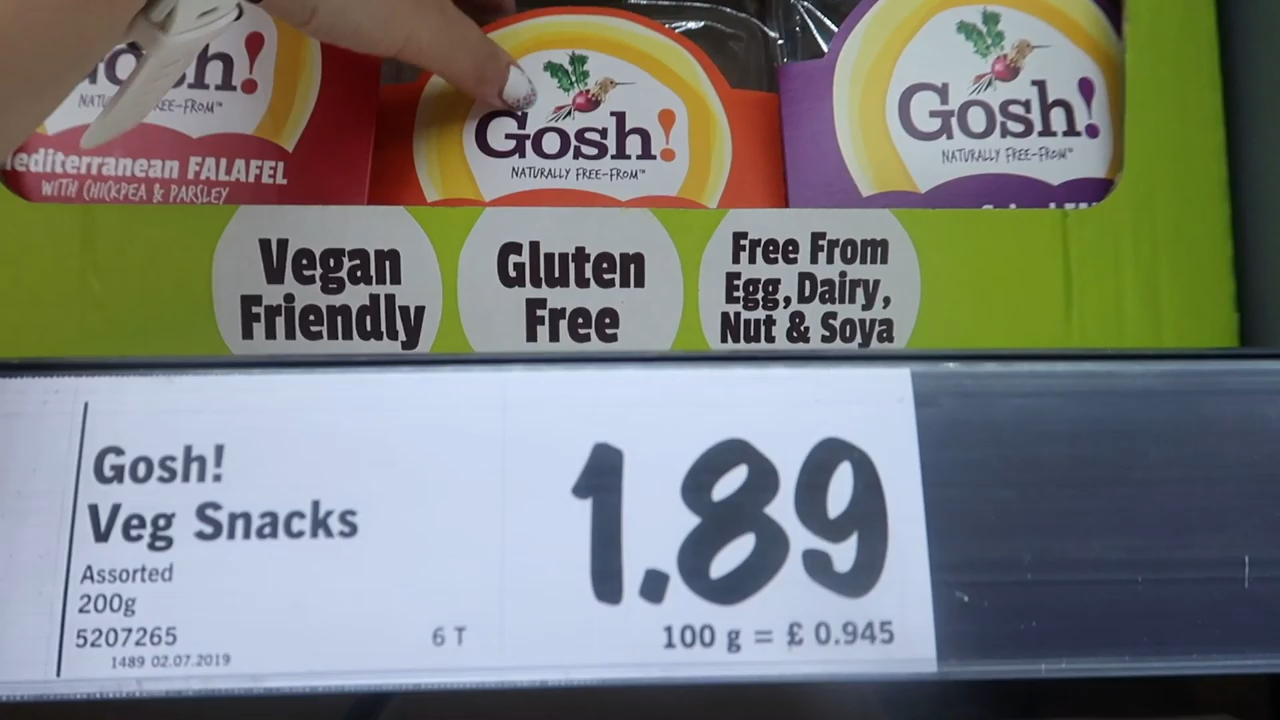 Gosh!
NATURALLY FREE-FROM™
FALAFEL
WITH CHICKPEA & PARSLEY
Gosh!
NATURALLY FREE-FROM™
Gosh!
NATURALLY FREE-FROM™
Vegan
Friendly
Gluten
Free
Free From
Egg, Dairy,
Nut & Soya
Gosh!
Veg Snacks
Assorted
200g
5207265
6 T
1489 02.07.2019
1.89
100 g = £ 0.945